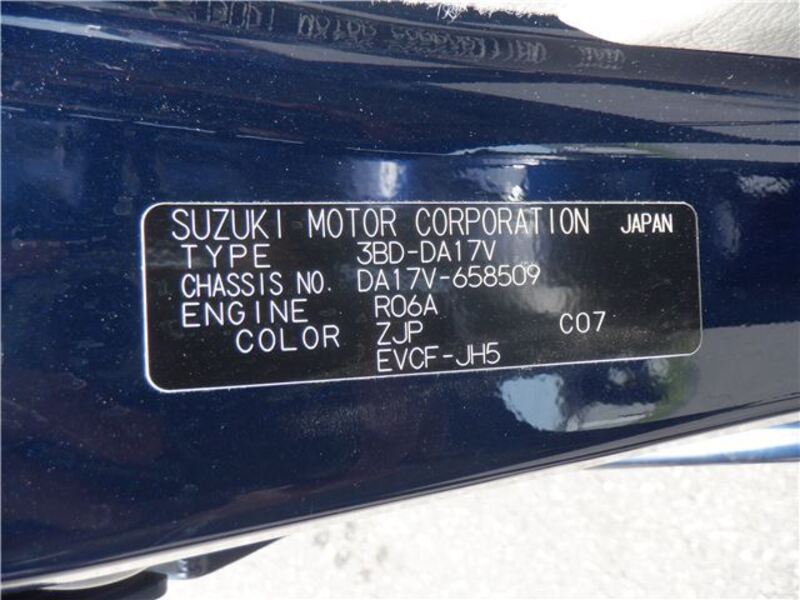 SUZUKI MOTOR CORPORATION JAPAN
TYPE 3BD-DA17V
CHASSIS NO. DA17V-658509
ENGINE R06A
COLOR ZJP C07
EVCF-JH5